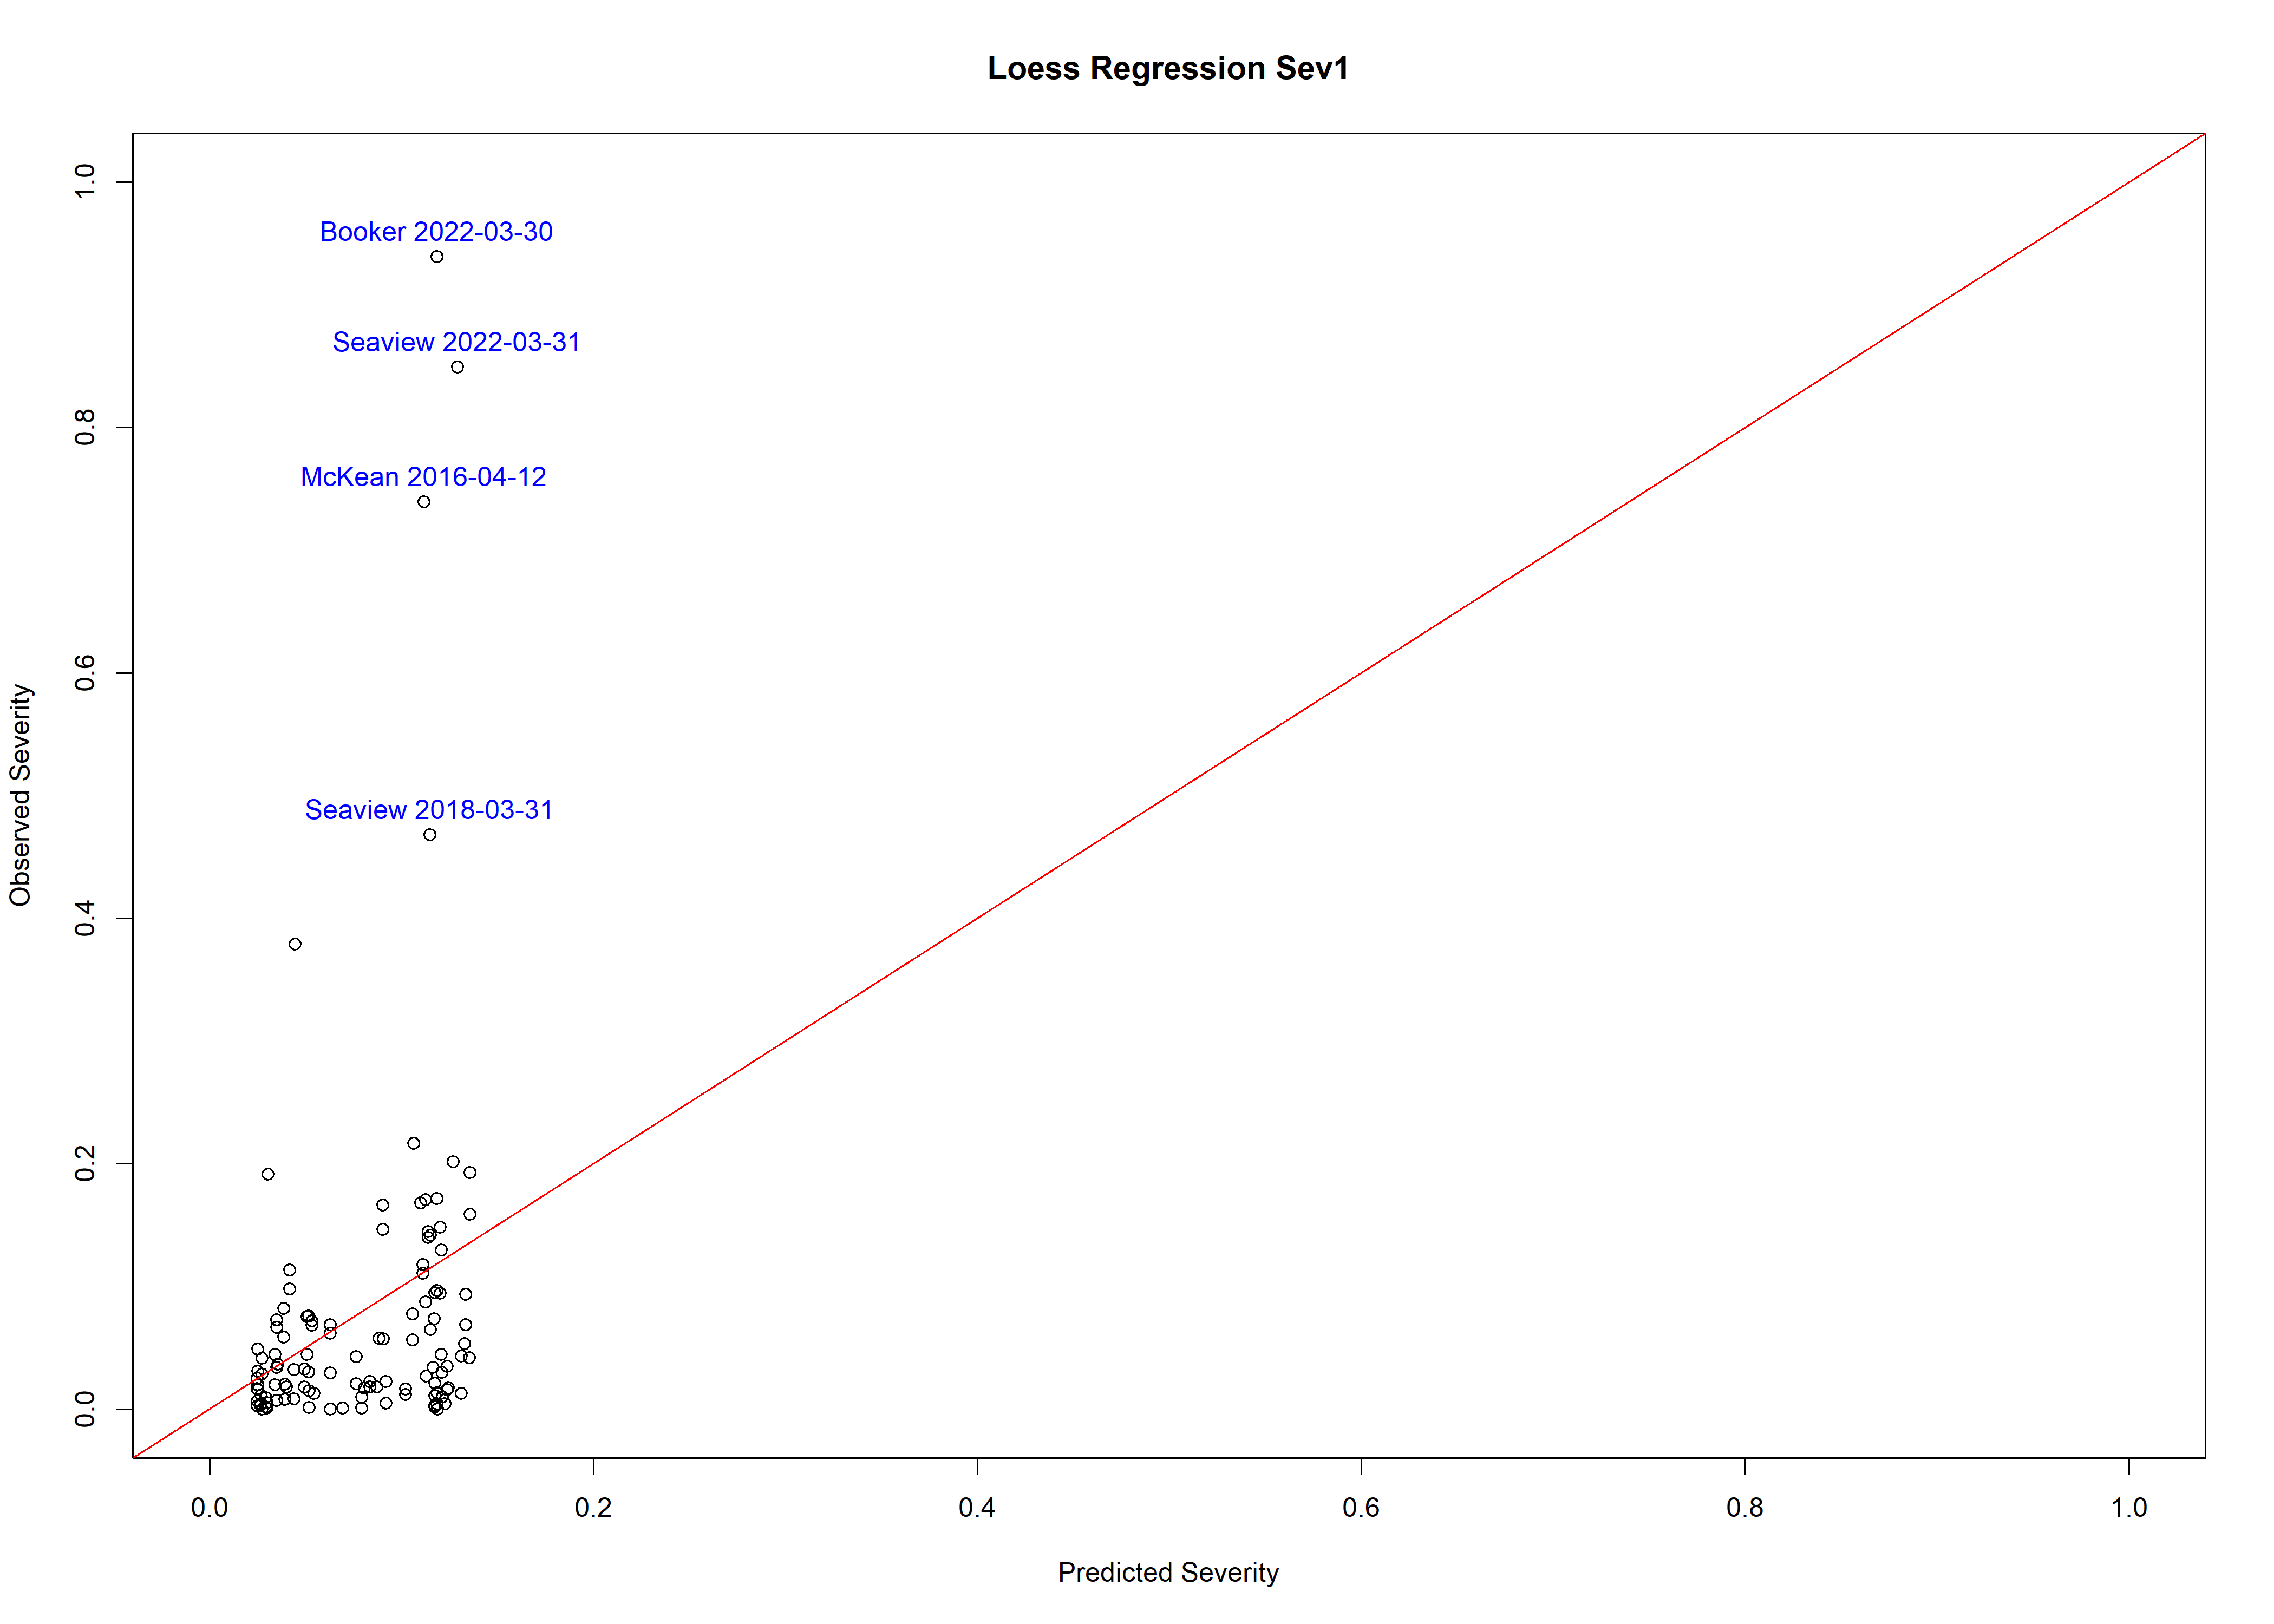 Loess Regression Sev1
1.0
0.8
0.6
0.4
0.2
0.0
Observed Severity
Booker 2022-03-30
Seaview 2022-03-31
McKean 2016-04-12
Seaview 2018-03-31
0.0 0.2 0.4 0.6 0.8 1.0
Predicted Severity